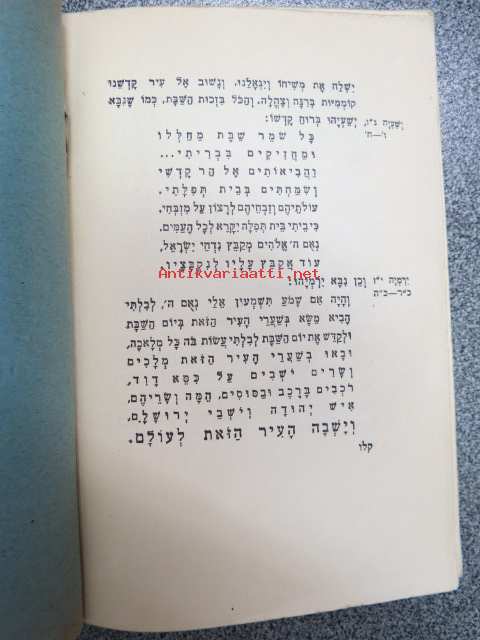 יִשְׁלַח אֶת מְשִׁיחוֹ וְיִגְאָלֵנוּ, וְנָשׁוּב אֶל עִיר קָדְשֵׁנוּ
קוֹמְמִיּוּת בְּרִנָּה וְצָהֳלָה, וְהַכֹּל בִּזְכוּת הַשַּׁבָּת, כְּמוֹ שֶׁנִּבָּא
יְשַׁעְיָהוּ בְּרוּחַ קָדְשׁוֹ:
יְשַׁעְיָה נ״ו,
ו׳—ח׳
כָּל שֹׁמֵר שַׁבָּת מֵחַלְּלוֹ
וּמַחֲזִיקִים בִּבְרִיתִי...
וַהֲבִיאוֹתִים אֶל הַר קָדְשִׁי
וְשִׂמַּחְתִּים בְּבֵית תְּפִלָּתִי,
עוֹלֹתֵיהֶם וְזִבְחֵיהֶם לְרָצוֹן עַל מִזְבְּחִי,
כִּי בֵיתִי בֵּית תְּפִלָּה יִקָּרֵא לְכָל הָעַמִּים.
נְאֻם ה׳ אֱלֹהִים מְקַבֵּץ נִדְחֵי יִשְׂרָאֵל,
עוֹד אֲקַבֵּץ עָלָיו לְנִקְבָּצָיו.
Antikvariaatti.net
וְכֵן נִבָּא יִרְמְיָהוּ:
יִרְמְיָה י״ז
כ״ד—כ״ה
וְהָיָה אִם שָׁמֹעַ תִּשְׁמְעוּן אֵלַי נְאֻם ה׳, לְבִלְתִּי
הָבִיא מַשָּׂא בְּשַׁעֲרֵי הָעִיר הַזֹּאת בְּיוֹם הַשַּׁבָּת
וּלְקַדֵּשׁ אֶת יוֹם הַשַּׁבָּת לְבִלְתִּי עֲשׂוֹת בֹּה כָּל מְלָאכָה,
וּבָאוּ בְשַׁעֲרֵי הָעִיר הַזֹּאת מְלָכִים
וְשָׂרִים יֹשְׁבִים עַל כִּסֵּא דָוִד,
רֹכְבִים בָּרֶכֶב וּבַסּוּסִים, הֵמָּה וְשָׂרֵיהֶם,
אִישׁ יְהוּדָה וְיֹשְׁבֵי יְרוּשָׁלָםִ,
וְיָשְׁבָה הָעִיר הַזֹּאת לְעוֹלָם.
קלו